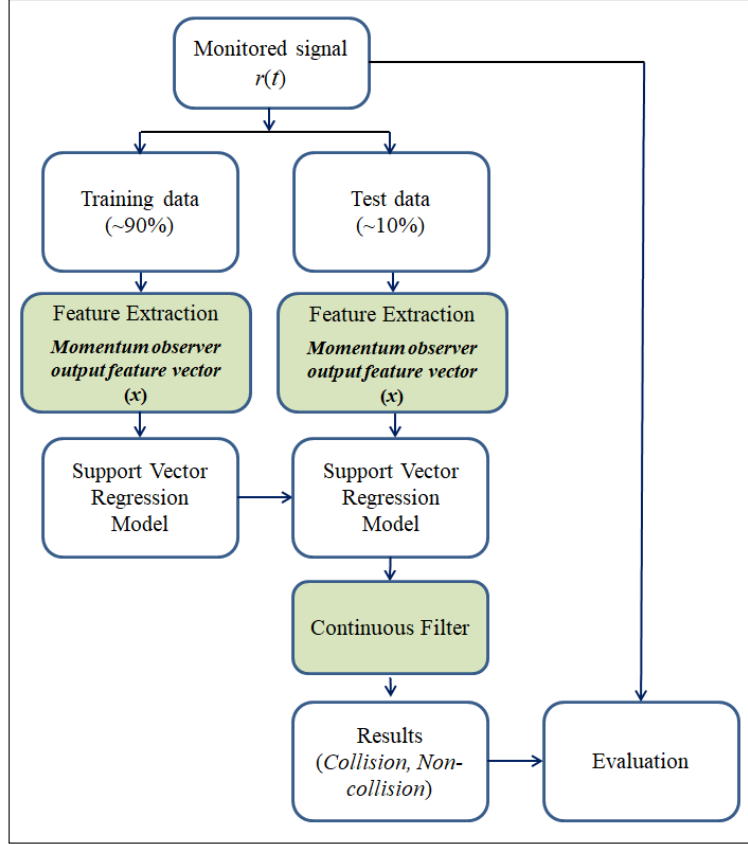 Monitored signal
r(t)
Training data
(~90%)
Test data
(~10%)
Feature Extraction
Momentum observer
output feature vector
(x)
Feature Extraction
Momentum observer
output feature vector
(x)
Support Vector
Regression
Model
Support Vector
Regression
Model
Continuous Filter
Results
(Collision, Non-
collision)
Evaluation